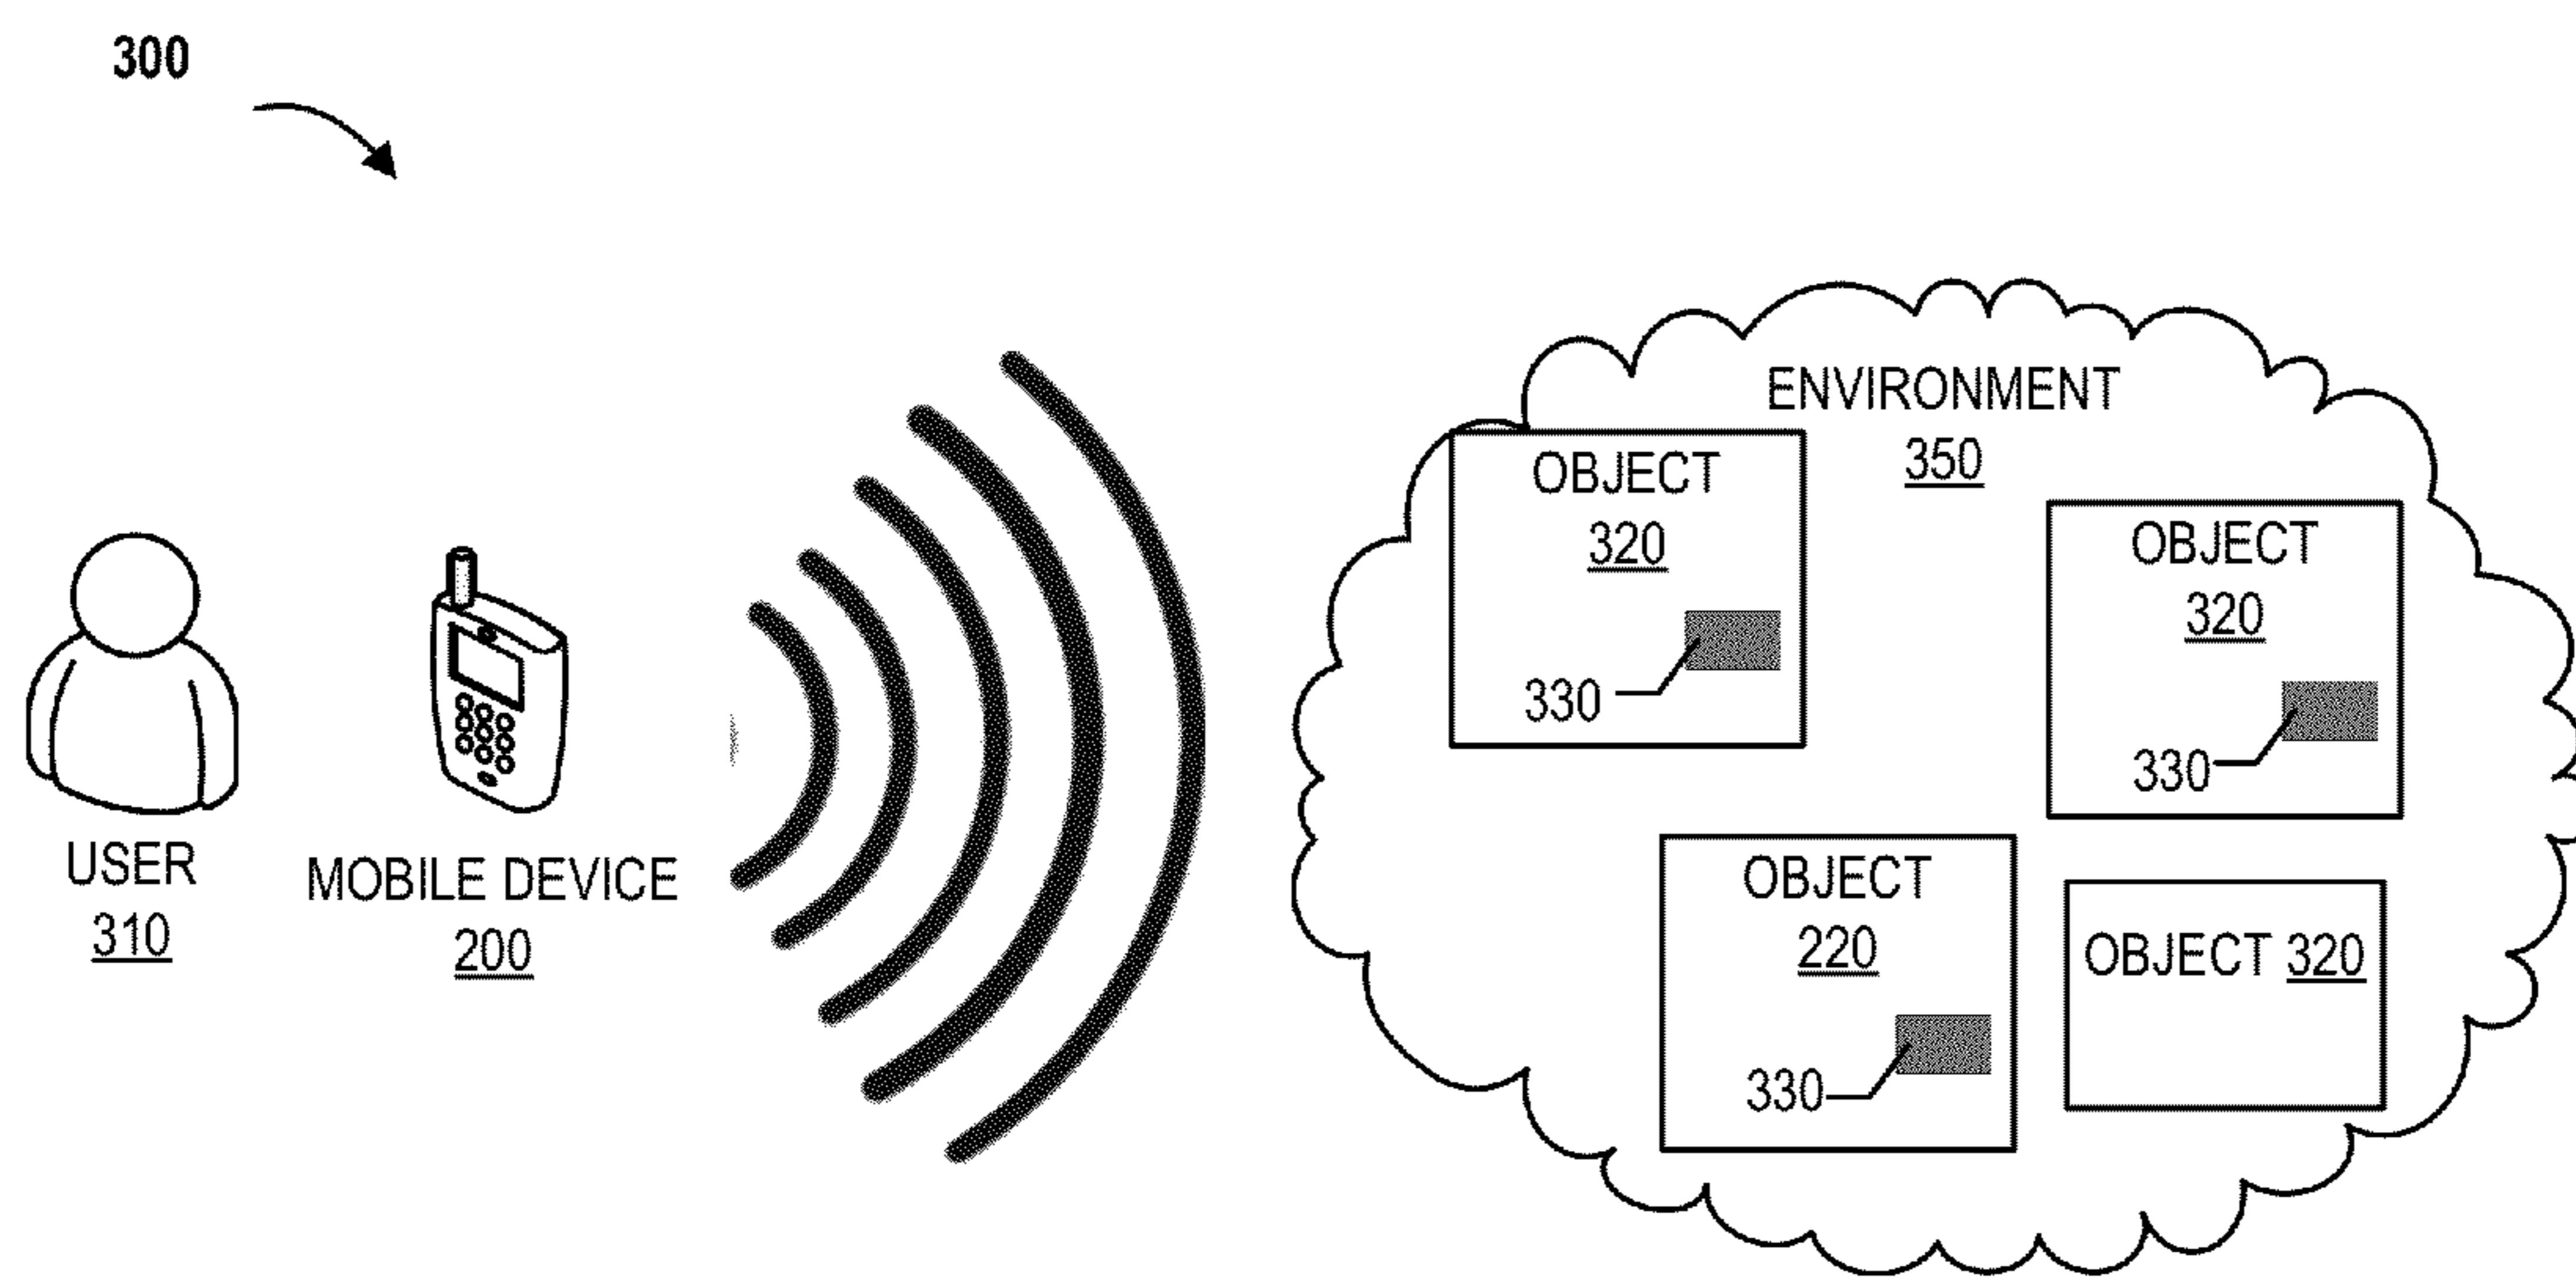 300
ENVIRONMENT
350
OBJECT
320
330
OBJECT
320
330
USER
310
MOBILE DEVICE
200
OBJECT
220
330
OBJECT 320